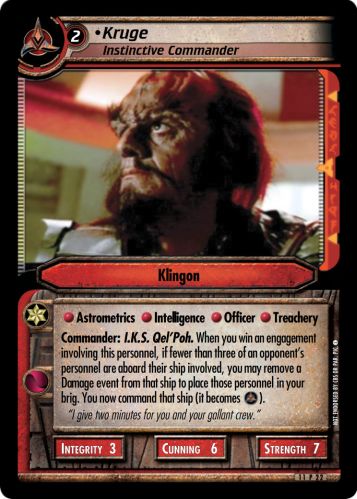 2
•Kruge
Instinctive Commander
Klingon
Astrometrics Intelligence Officer Treachery
Commander: I.K.S. Qel'Poh. When you win an engagement
involving this personnel, if fewer than three of an opponent's
personnel are aboard their ship involved, you may remove a
Damage event from that ship to place those personnel in your
brig. You now command that ship (it becomes ).
"I give two minutes for you and your gallant crew."
Integrity 3 Cunning 6 Strength 7
11 P 22